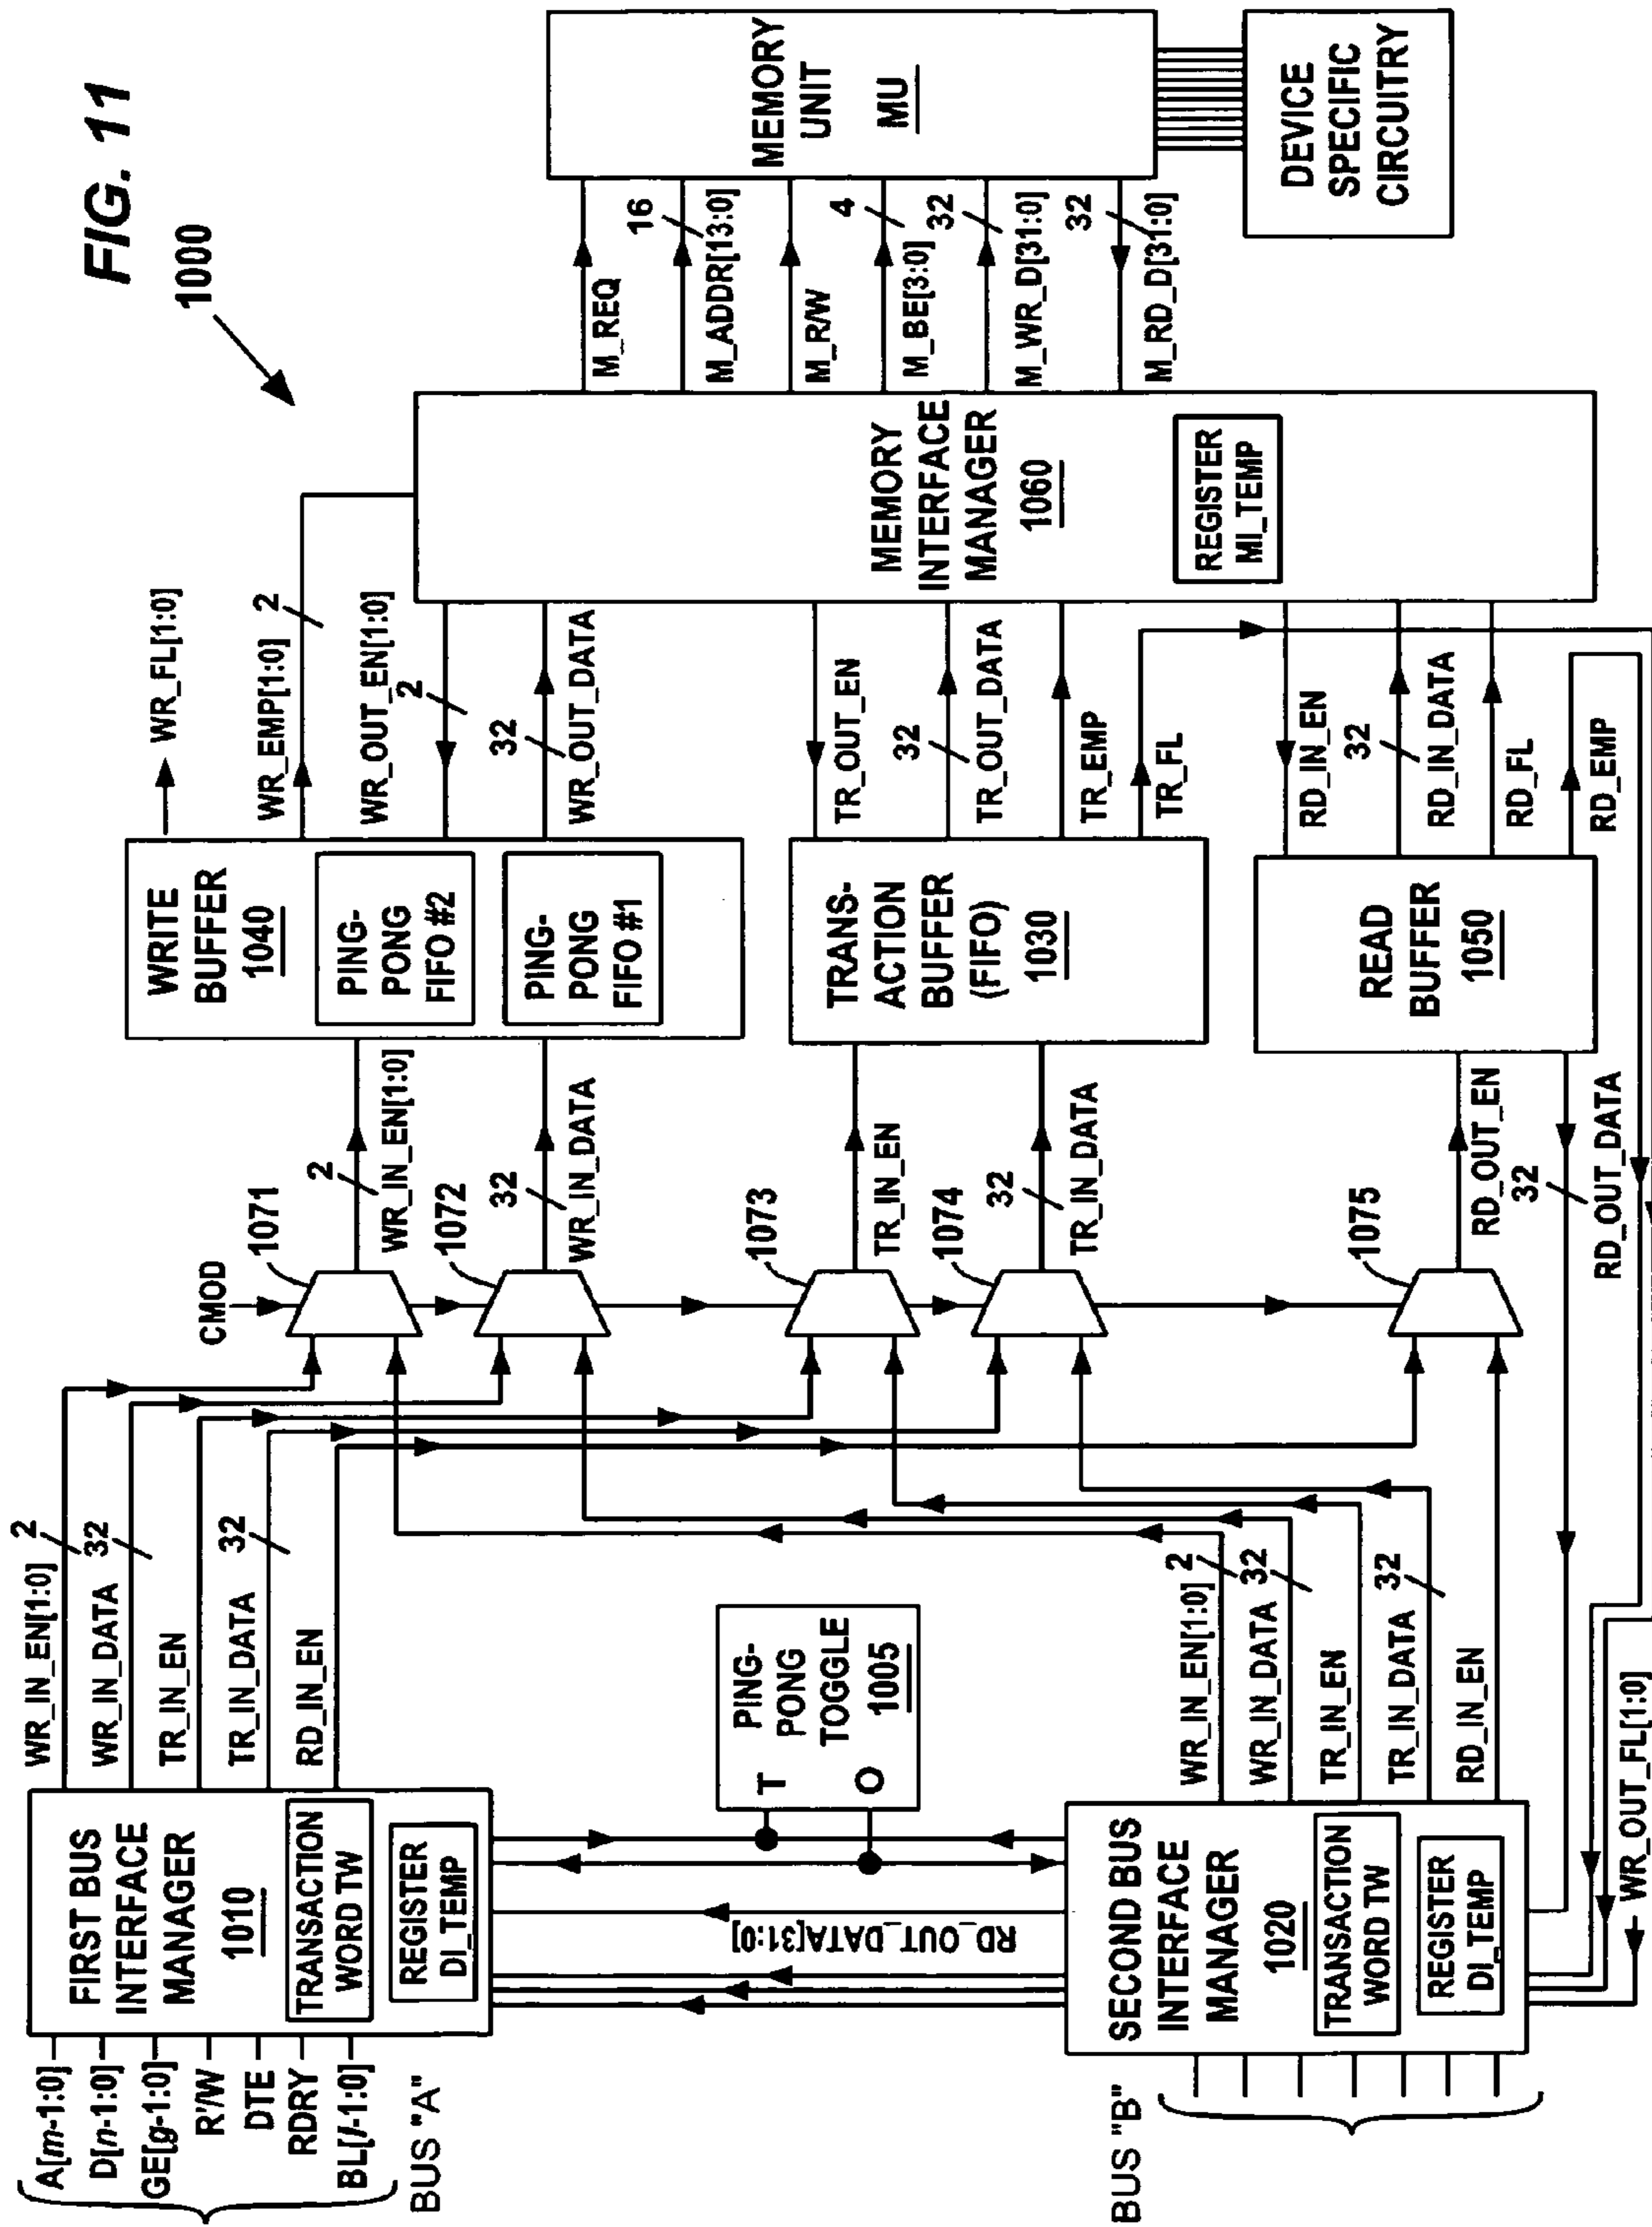 FIG. 11
1000
A[m-1:0]
D[n-1:0]
GE[g-1:0]
R'/W
DTE
RDRY
BL[l-1:0]
BUS "A"
FIRST BUS
INTERFACE
MANAGER
1010
TRANSACTION
WORD TW
REGISTER
DI_TEMP
WR_IN_EN[1:0]
2
WR_IN_DATA
32
TR_IN_EN
TR_IN_DATA
32
RD_IN_EN
PING-
PONG
TOGGLE
1005
T
O
RD_OUT_DATA[31:0]
BUS "B"
SECOND BUS
INTERFACE
MANAGER
1020
TRANSACTION
WORD TW
REGISTER
DI_TEMP
WR_IN_EN[1:0]
2
WR_IN_DATA
32
TR_IN_EN
TR_IN_DATA
32
RD_IN_EN
WR_OUT_FL[1:0]
CMOD
1071
1072
1073
1074
1075
2
WR_IN_EN[1:0]
32
WR_IN_DATA
TR_IN_EN
32
TR_IN_DATA
RD_OUT_EN
32
RD_OUT_DATA
WRITE
BUFFER
1040
PING-
PONG
FIFO #2
PING-
PONG
FIFO #1
TRANS-
ACTION
BUFFER
(FIFO)
1030
READ
BUFFER
1050
WR_FL[1:0]
WR_EMP[1:0]
2
WR_OUT_EN[1:0]
2
32
WR_OUT_DATA
TR_OUT_EN
32
TR_OUT_DATA
TR_EMP
TR_FL
RD_IN_EN
32
RD_IN_DATA
RD_FL
RD_EMP
MEMORY
INTERFACE
MANAGER
1060
REGISTER
MI_TEMP
M_REQ
16
M_ADDR[13:0]
M_R/W
4
M_BE[3:0]
32
M_WR_D[31:0]
32
M_RD_D[31:0]
MEMORY
UNIT
MU
DEVICE
SPECIFIC
CIRCUITRY